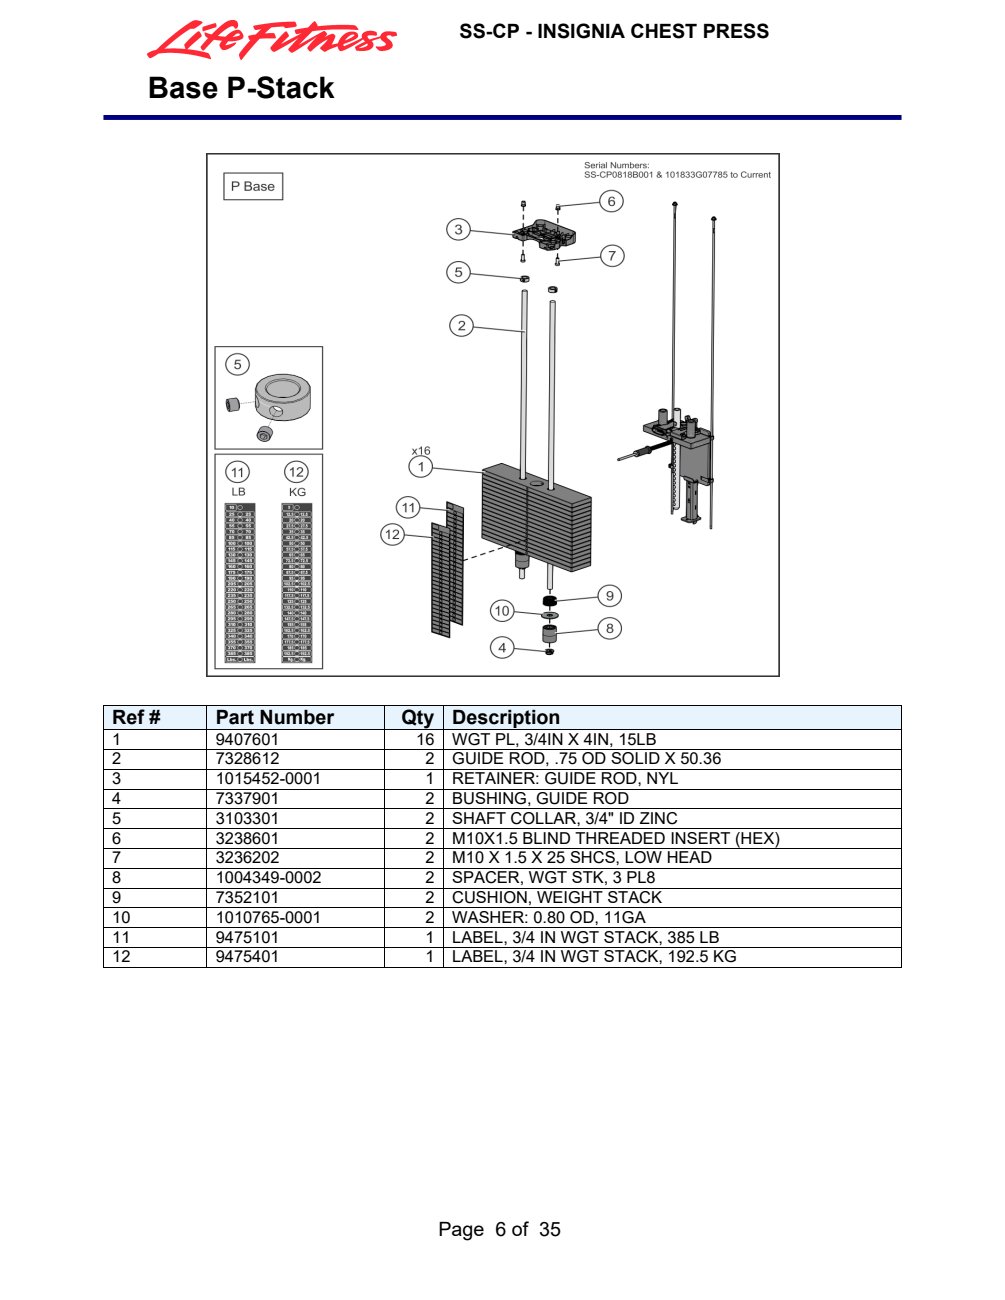 Life Fitness
SS-CP - INSIGNIA CHEST PRESS
Base P-Stack
Serial Numbers:
SS-CP0818B001 & 101833G07785 to Current
P Base
6
3
7
5
2
5
x16
1
11
12
LB
KG
11
12
9
10
8
4
Ref # Part Number Qty Description
1 9407601 16 WGT PL, 3/4IN X 4IN, 15LB
2 7328612 2 GUIDE ROD, .75 OD SOLID X 50.36
3 1015452-0001 1 RETAINER: GUIDE ROD, NYL
4 7337901 2 BUSHING, GUIDE ROD
5 3103301 2 SHAFT COLLAR, 3/4" ID ZINC
6 3238601 2 M10X1.5 BLIND THREADED INSERT (HEX)
7 3236202 2 M10 X 1.5 X 25 SHCS, LOW HEAD
8 1004349-0002 2 SPACER, WGT STK, 3 PL8
9 7352101 2 CUSHION, WEIGHT STACK
10 1010765-0001 2 WASHER: 0.80 OD, 11GA
11 9475101 1 LABEL, 3/4 IN WGT STACK, 385 LB
12 9475401 1 LABEL, 3/4 IN WGT STACK, 192.5 KG
Page 6 of 35